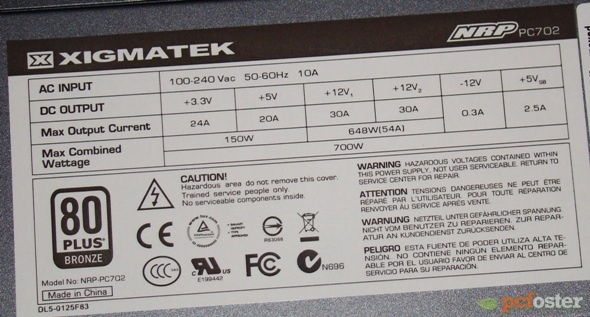 XIGMATEK NRP PC702
AC INPUT 100-240 Vac 50-60Hz 10A
DC OUTPUT +3.3V +5V +12V1 +12V2 -12V +5VSB
Max Output Current 24A 20A 30A 30A 0.3A 2.5A
Max Combined Wattage 150W 648W(54A)
700W
CAUTION!
Hazardous area do not remove this cover.
Trained service people only.
No serviceable components inside.
WARNING HAZARDOUS VOLTAGES CONTAINED WITHIN
THIS POWER SUPPLY, NOT USER SERVICEABLE. RETURN TO
SERVICE CENTER FOR REPAIR.
ATTENTION TENSIONS DANGEREUSES NE PEUT ÊTRE
RÉPARÉ PAR L'UTILISATEUR. POUR TOUTE RÉPARATION
RENVOYER AU SERVICE APRÈS VENTE.
WARNUNG NETZTEIL UNTER GEFÄHRLICHER SPANNUNG
NICHT VOM BENUTZER ZU REPARIEREN. ZUR REPAR-
ATUR AN KUNDENDIENST ZURÜCKSENDEN.
PELIGRO ESTA FUENTE DE PODER UTILIZA ALTA TE-
NSIÓN. NO CONTIENE NINGÚN ELEMENTO REPAR-
ABLE POR EL USUARIO FAVOR DE ENVIAR AL CENTRO DE
SERVICIO MÁS CERCANO.
80
PLUS
BRONZE
Model No: NRP-PC702
Made in China
DL5-0125F83
CE
R63058
CCC
c RU US
E199442
FC
N696
pcfoster